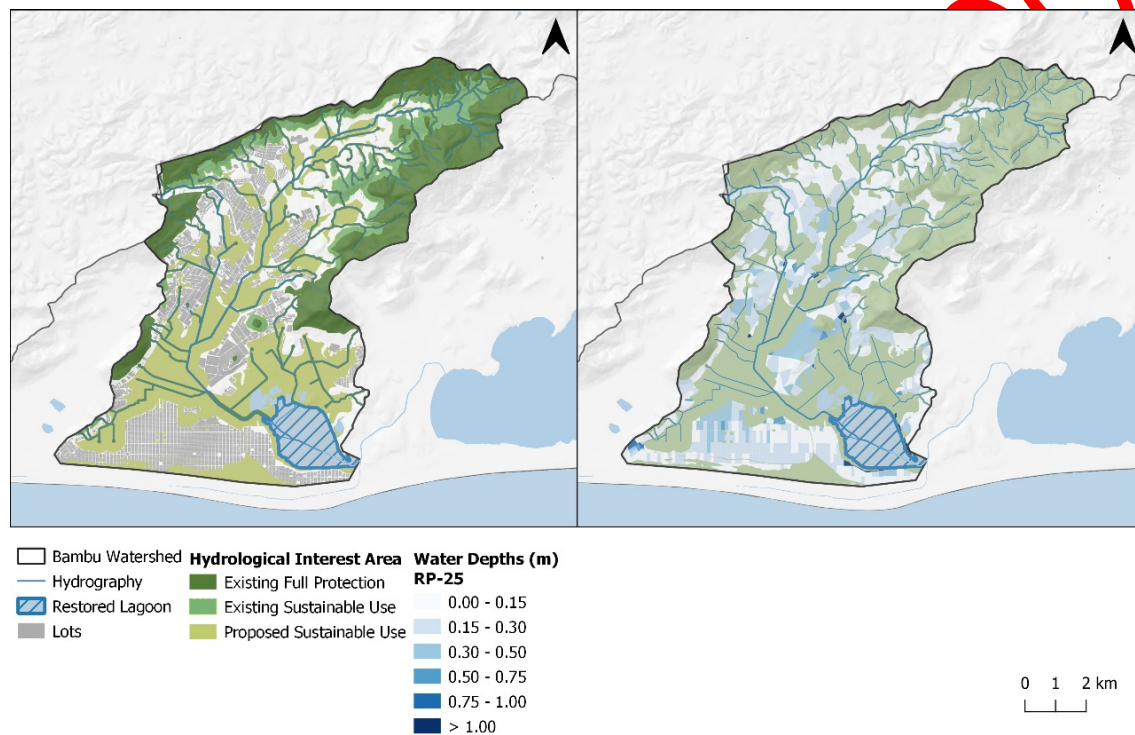 Bambu Watershed
Hydrography
Restored Lagoon
Lots
Hydrological Interest Area
Existing Full Protection
Existing Sustainable Use
Proposed Sustainable Use
Water Depths (m)
RP-25
0.00 - 0.15
0.15 - 0.30
0.30 - 0.50
0.50 - 0.75
0.75 - 1.00
> 1.00
0 1 2 km